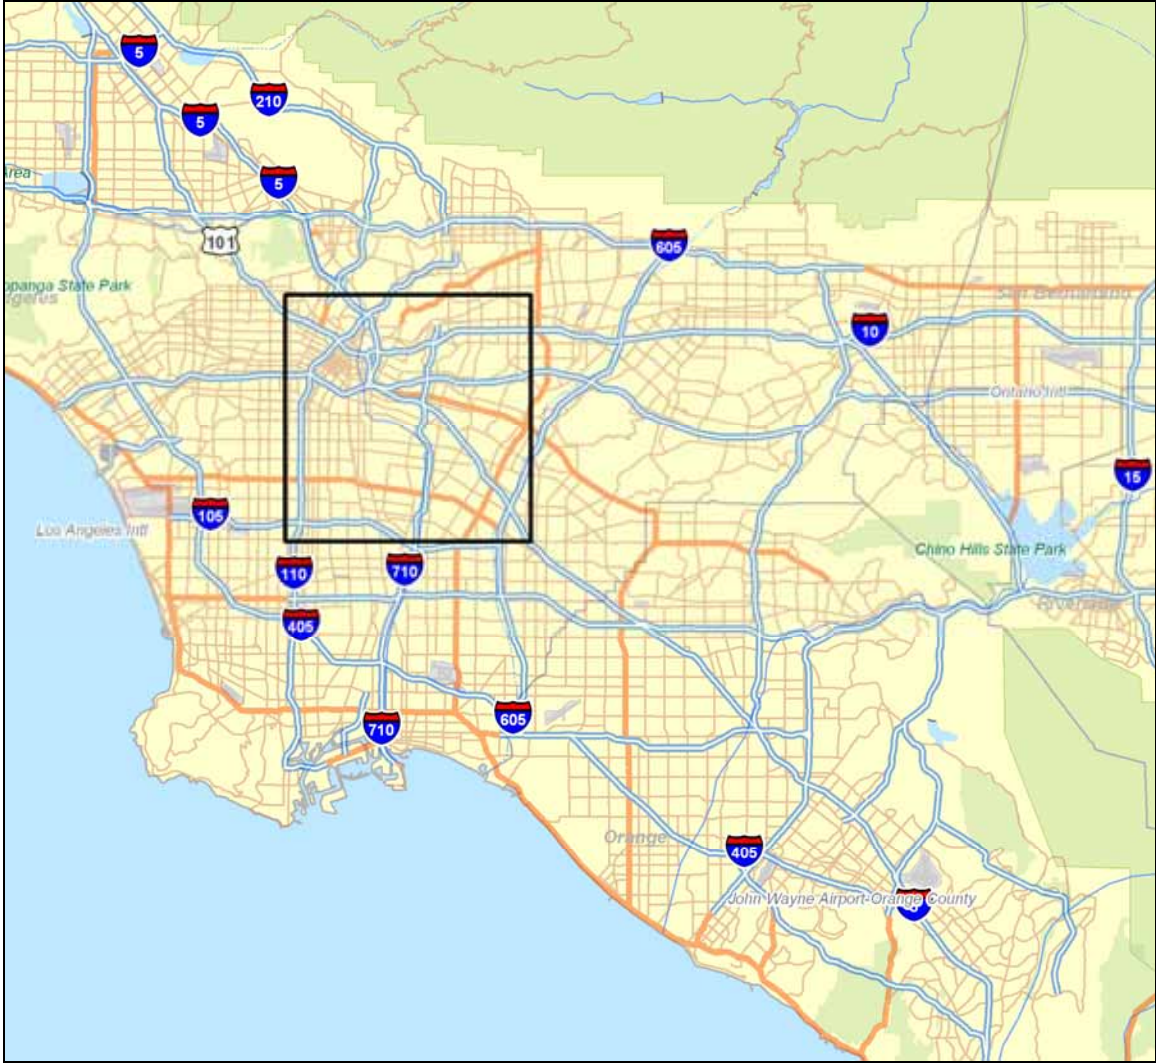 5
210
5
5
Area
101
605
opanga State Park
San Bernardino
10
Ontario Intl
15
105
Los Angeles Intl
Chino Hills State Park
110
710
Riverside
405
605
710
Orange
405
John Wayne Airport-Orange County